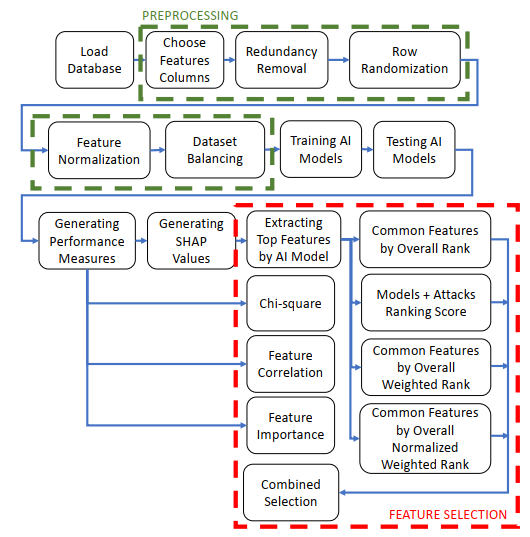 PREPROCESSING
Load
Database
Choose
Features
Columns
Redundancy
Removal
Row
Randomization
Feature
Normalization
Dataset
Balancing
Training AI
Models
Testing AI
Models
Generating
Performance
Measures
Generating
SHAP
Values
Extracting
Top Features
by AI Model
Common Features
by Overall Rank
Chi-square
Models + Attacks
Ranking Score
Feature
Correlation
Common Features
by Overall
Weighted Rank
Feature
Importance
Common Features
by Overall
Normalized
Weighted Rank
Combined
Selection
FEATURE SELECTION